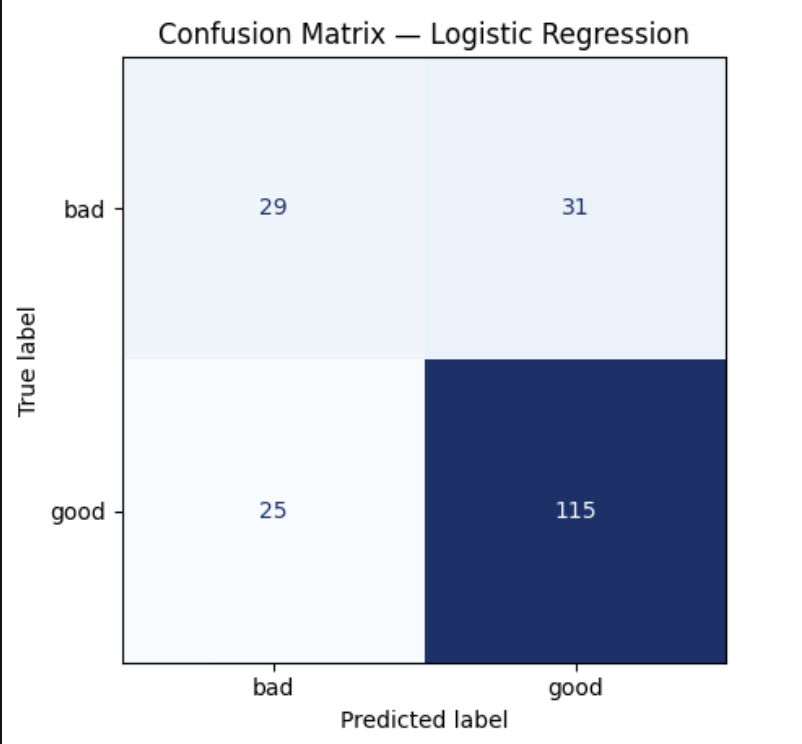 Confusion Matrix — Logistic Regression
True label
bad
29
31
good
25
115
bad
good
Predicted label